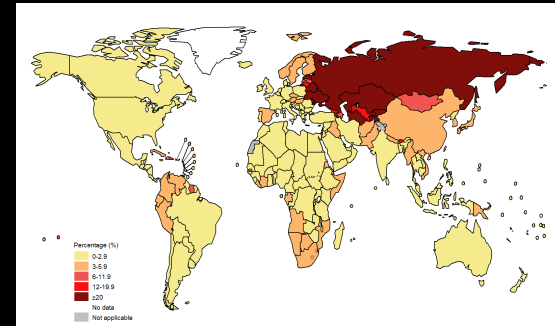 Percentage (%)
0-2.9
3-5.9
6-11.9
12-19.9
≥20
No data
Not applicable